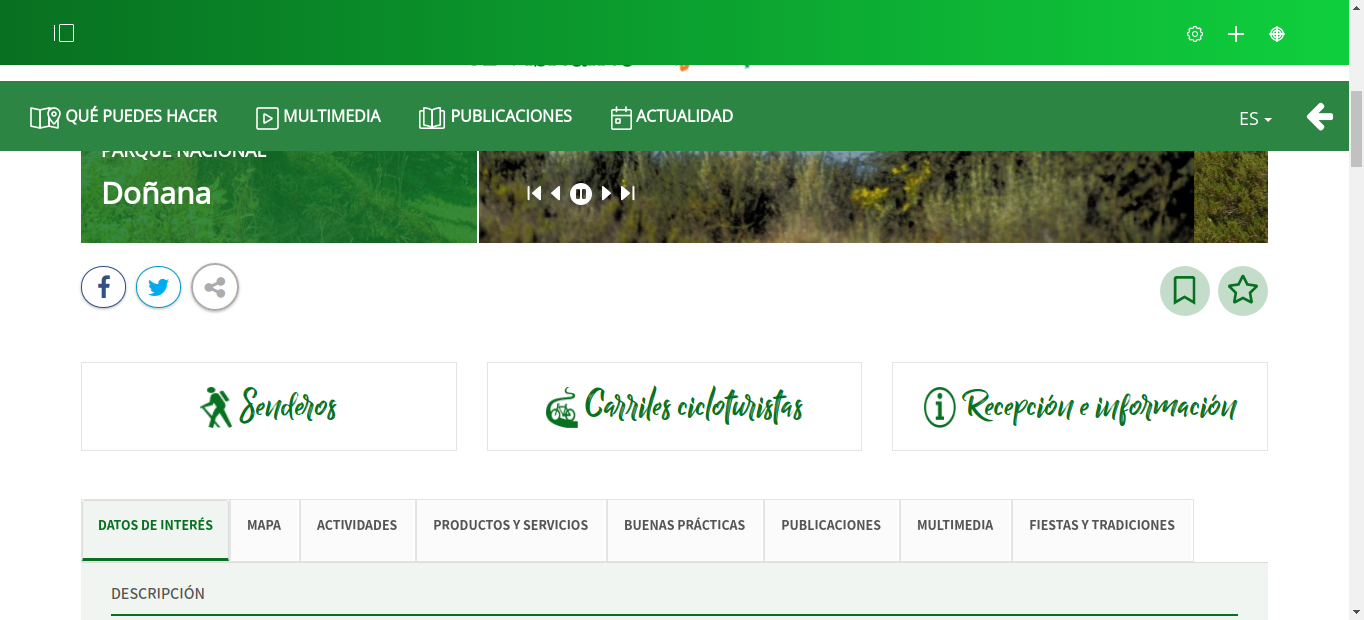 QUÉ PUEDES HACER
MULTIMEDIA
PUBLICACIONES
ACTUALIDAD
ES
PARQUE NACIONAL
Doñana
Senderos
Carriles cicloturistas
Recepción e información
DATOS DE INTERÉS
MAPA
ACTIVIDADES
PRODUCTOS Y SERVICIOS
BUENAS PRÁCTICAS
PUBLICACIONES
MULTIMEDIA
FIESTAS Y TRADICIONES
DESCRIPCIÓN